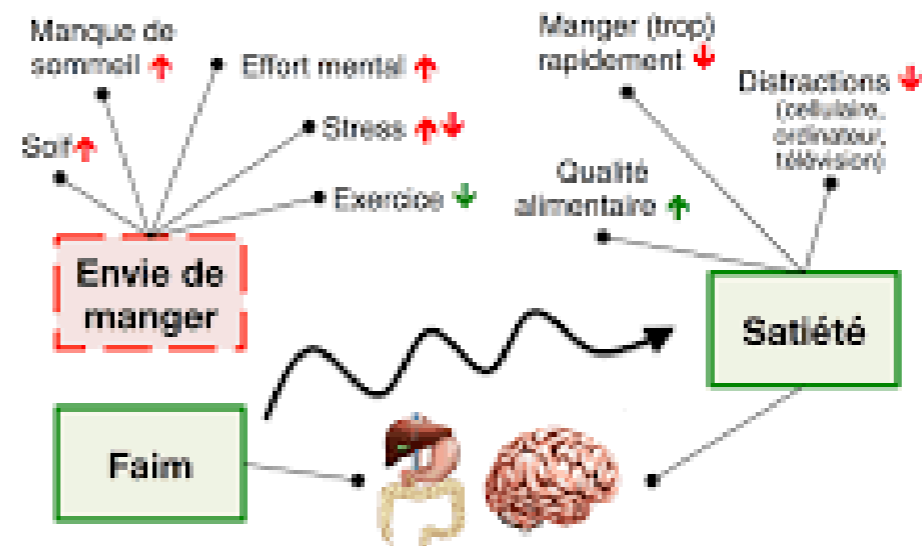 Manque de
sommeil ↑
Effort mental ↑
Soif ↑
Stress ↑↓
Exercice ↓
Envie de
manger
Manger (trop)
rapidement ↓
Distractions ↓
(cellulaire,
ordinateur,
télévision)
Qualité
alimentaire ↑
Satiété
Faim